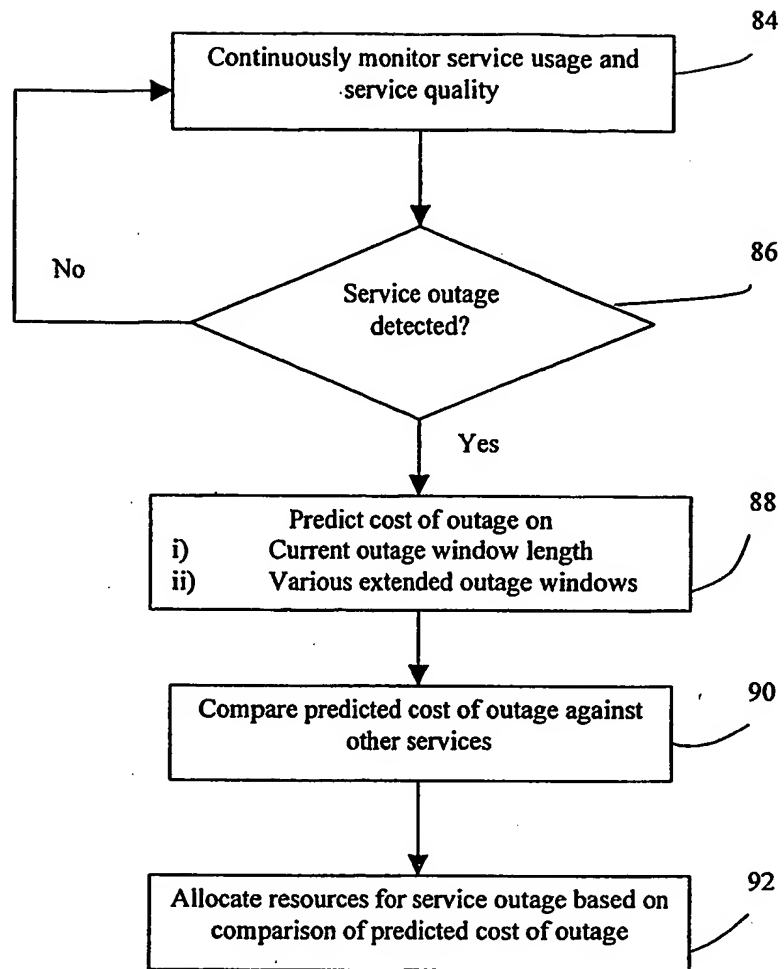 84
Continuously monitor service usage and
service quality
86
No
Service outage
detected?
Yes
88
Predict cost of outage on
i) Current outage window length
ii) Various extended outage windows
90
Compare predicted cost of outage against
other services
92
Allocate resources for service outage based on
comparison of predicted cost of outage